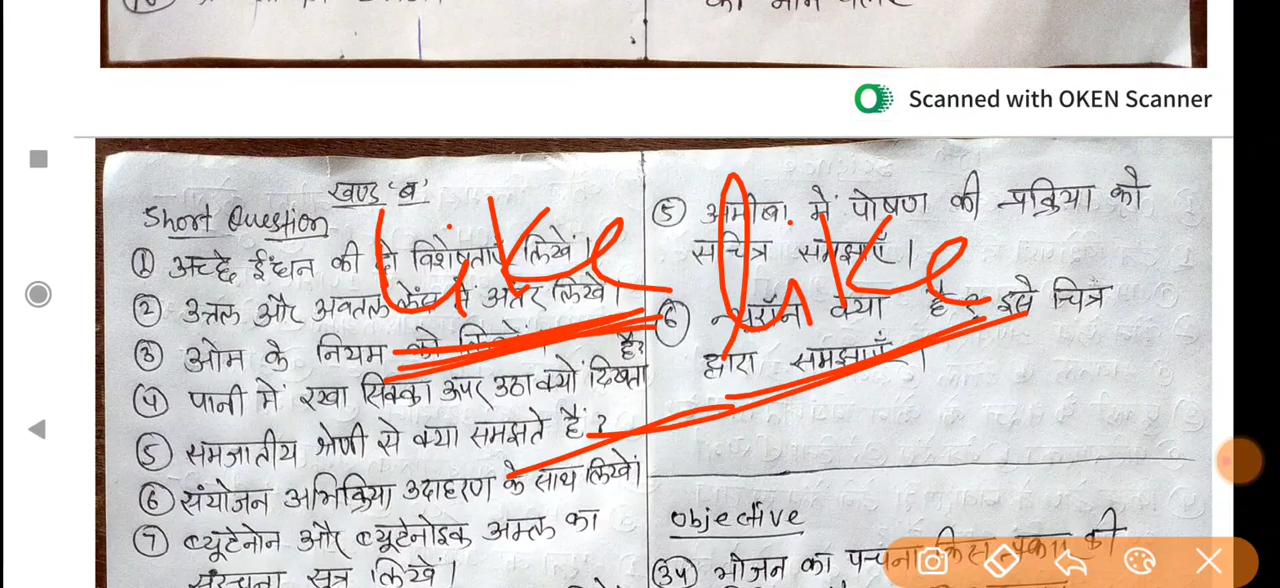 Scanned with OKEN Scanner
खण्ड 'ब'
Short Question
① अच्छे ईंधन की दो विशेषताएँ लिखें।
② उत्तल और अवतल लेंस में अंतर लिखें।
③ ओम के नियम को लिखें।
④ पानी में रखा सिक्का ऊपर उठा क्यों दिखता है?
⑤ समजातीय श्रेणी से क्या समझते हैं?
⑥ संयोजन अभिक्रिया उदाहरण के साथ लिखें।
⑦ ब्यूटेनोन और ब्यूटेनोइक अम्ल का
संरचना सूत्र लिखें।
⑤ अमीबा में पोषण की प्रक्रिया को
सचित्र समझाएँ।
⑥ न्यूरॉन क्या है? इसे चित्र
द्वारा समझाएँ।
Objective
㉞ भोजन का पचना किस प्रकार की
like
like